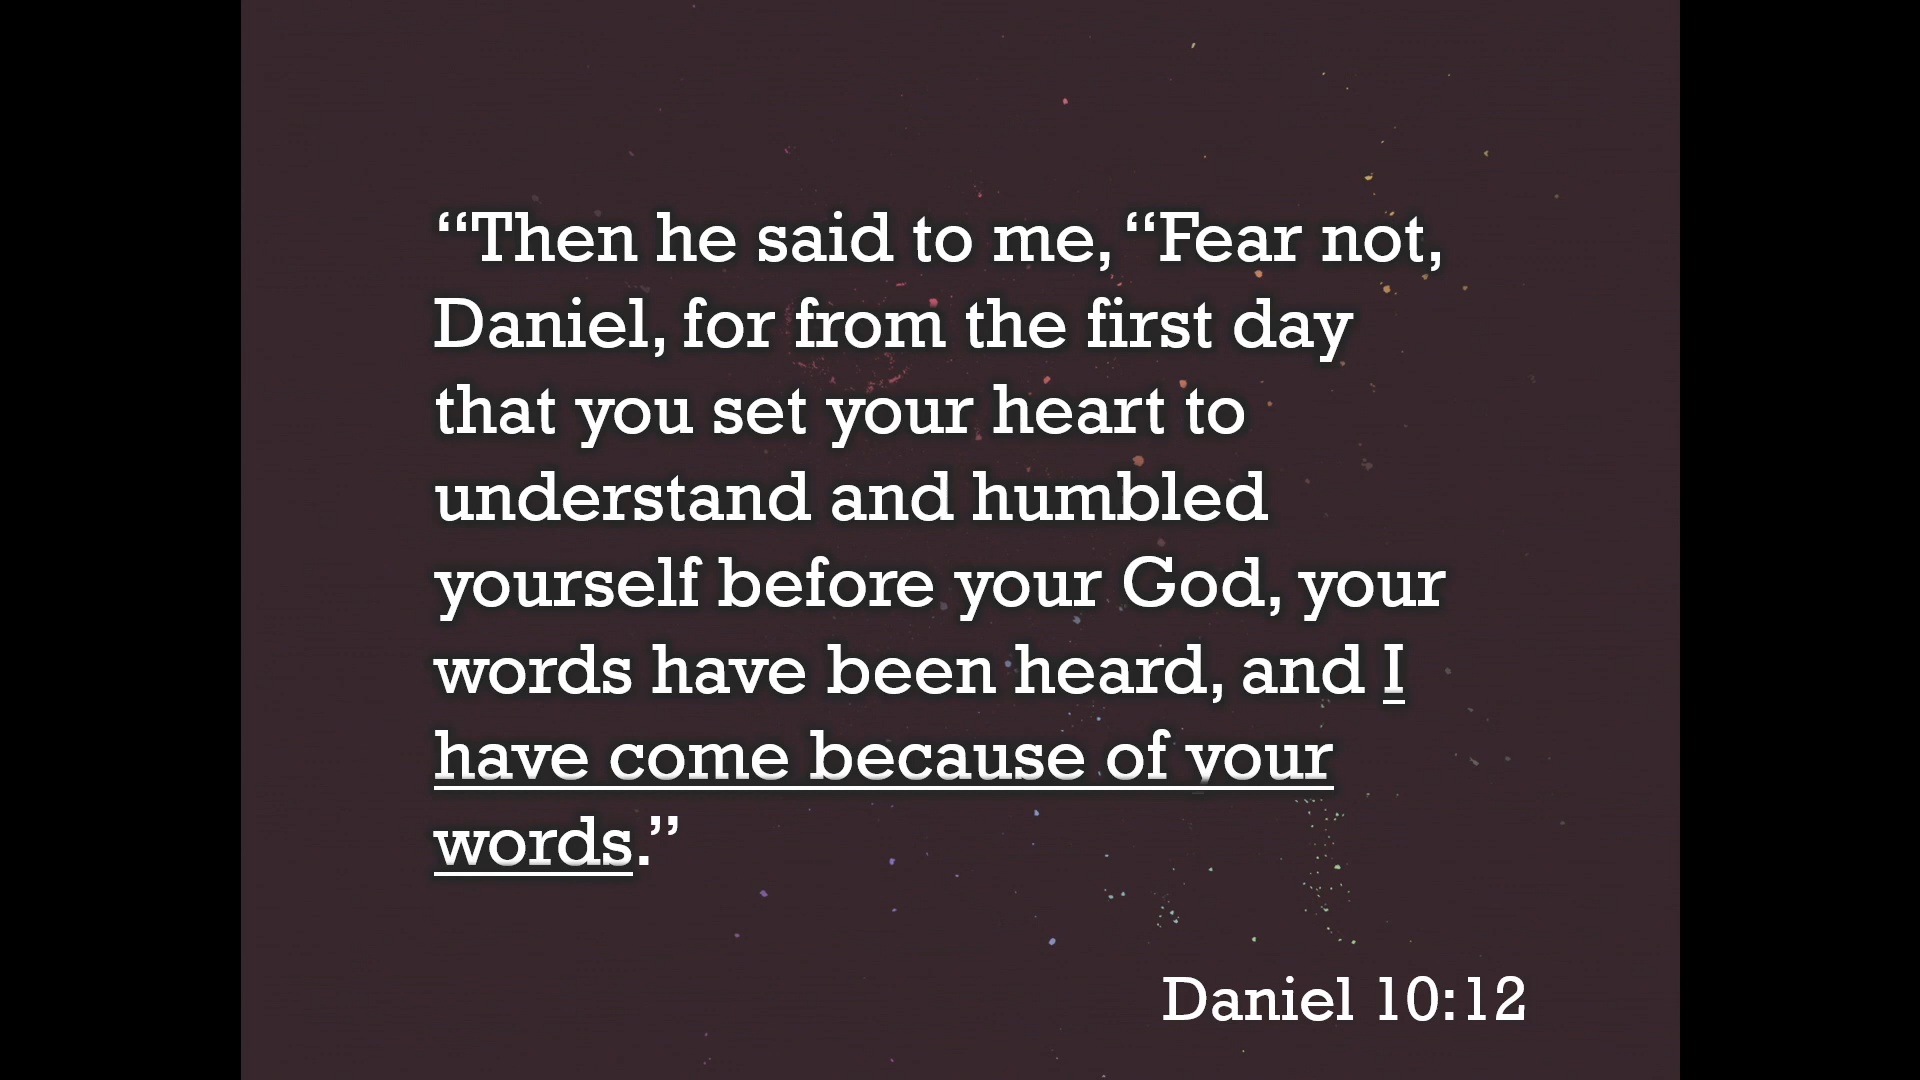 “Then he said to me, “Fear not,
Daniel, for from the first day
that you set your heart to
understand and humbled
yourself before your God, your
words have been heard, and I
have come because of your
words.”
Daniel 10:12